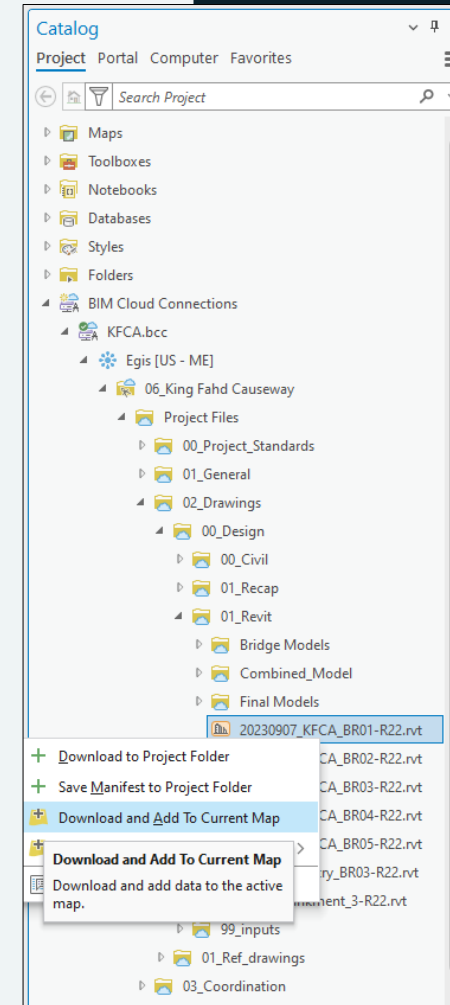 Catalog
Project Portal Computer Favorites
Search Project
Maps
Toolboxes
Notebooks
Databases
Styles
Folders
BIM Cloud Connections
KFCA.bcc
Egis [US - ME]
06_King Fahd Causeway
Project Files
00_Project_Standards
01_General
02_Drawings
00_Design
00_Civil
01_Recap
01_Revit
Bridge Models
Combined_Model
Final Models
20230907_KFCA_BR01-R22.rvt
Download to Project Folder
CA_BR02-R22.rvt
Save Manifest to Project Folder
CA_BR03-R22.rvt
Download and Add To Current Map
CA_BR04-R22.rvt
CA_BR05-R22.rvt
Download and Add To Current Map
ry_BR03-R22.rvt
Download and add data to the active
map.
nkment_3-R22.rvt
99_inputs
01_Ref_drawings
03_Coordination